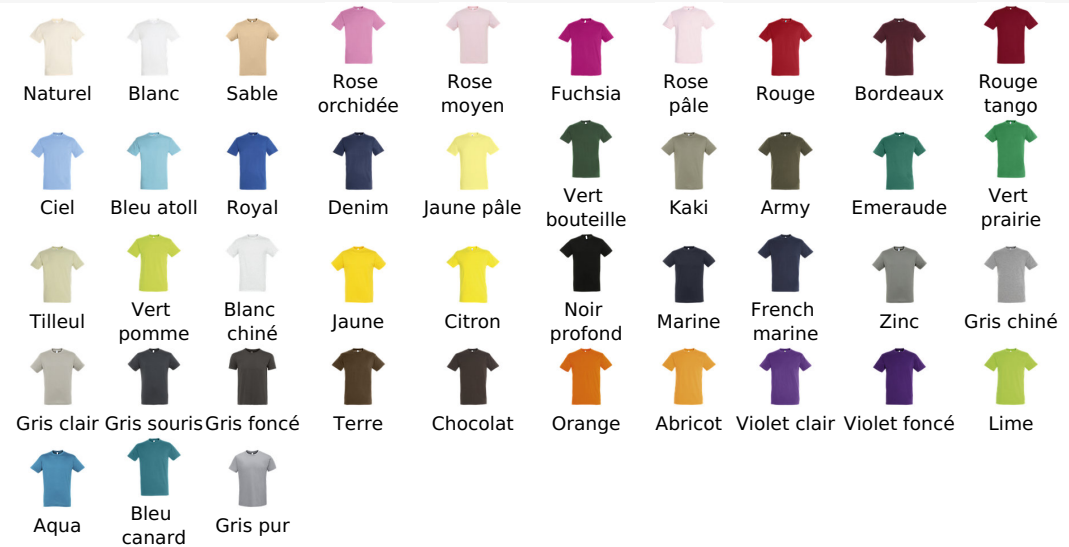 Naturel
Blanc
Sable
Rose
orchidée
Rose
moyen
Fuchsia
Rose
pâle
Rouge
Bordeaux
Rouge
tango
Ciel
Bleu atoll
Royal
Denim
Jaune pâle
Vert
bouteille
Kaki
Army
Emeraude
Vert
prairie
Tilleul
Vert
pomme
Blanc
chiné
Jaune
Citron
Noir
profond
Marine
French
marine
Zinc
Gris chiné
Gris clair
Gris souris
Gris foncé
Terre
Chocolat
Orange
Abricot
Violet clair
Violet foncé
Lime
Aqua
Bleu
canard
Gris pur